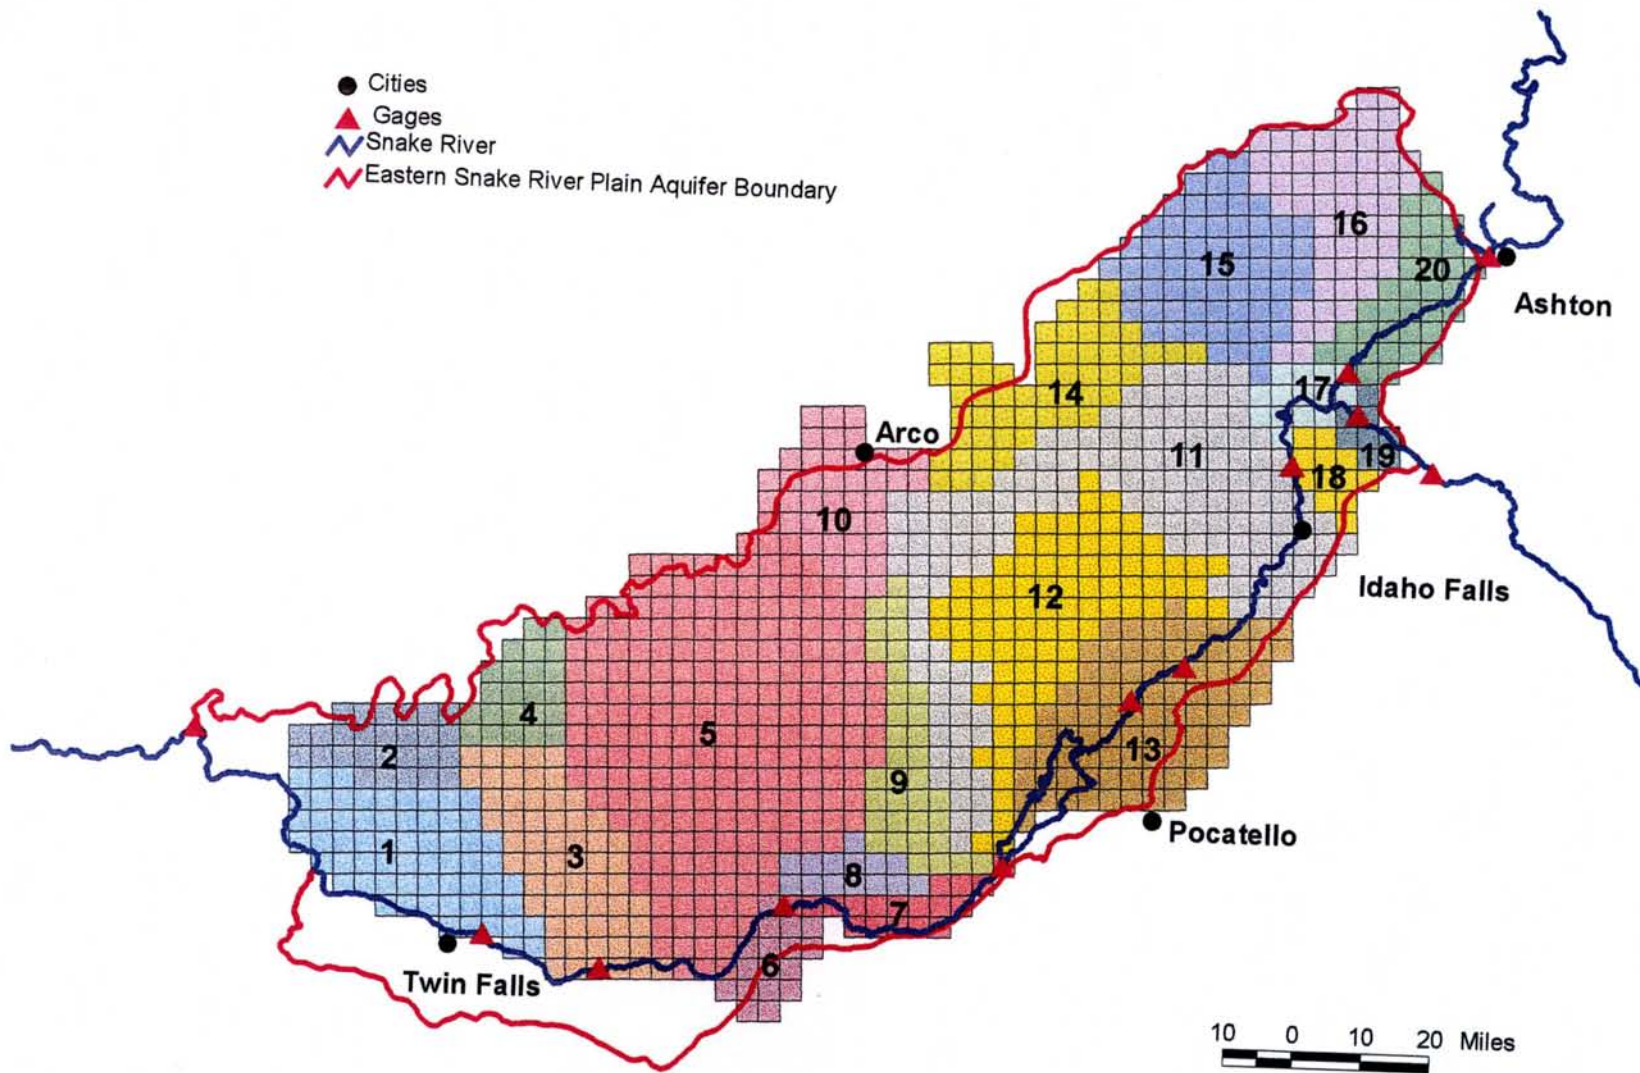 Cities
Gages
Snake River
Eastern Snake River Plain Aquifer Boundary
16
15
20
Ashton
14
17
Arco
11
19
18
10
Idaho Falls
12
4
5
2
13
9
Pocatello
1
3
8
7
6
Twin Falls
10 0 10 20 Miles